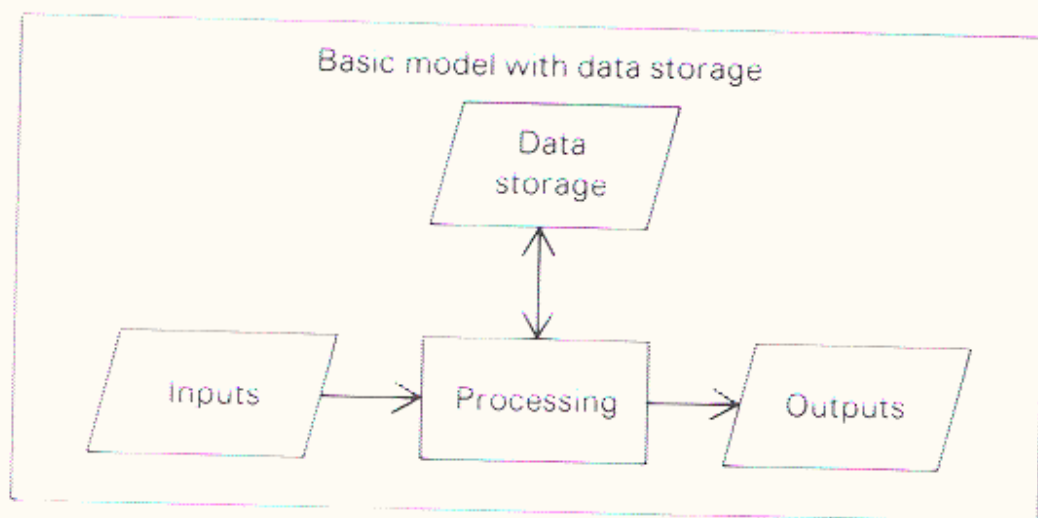 Basic model with data storage
Data
storage
Inputs
Processing
Outputs